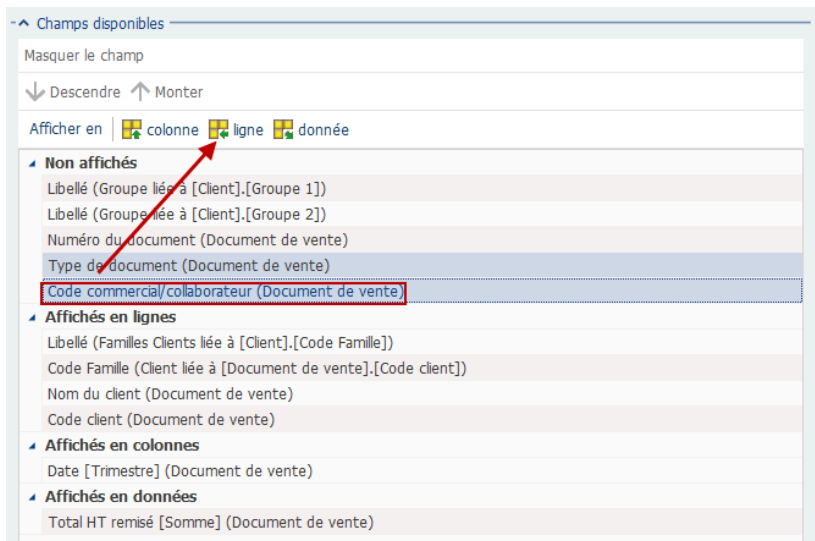 Champs disponibles
Masquer le champ
Descendre Monter
Afficher en colonne ligne donnée
Non affichés
Libellé (Groupe liée à [Client].[Groupe 1])
Libellé (Groupe liée à [Client].[Groupe 2])
Numéro du document (Document de vente)
Type de document (Document de vente)
Code commercial/collaborateur (Document de vente)
Affichés en lignes
Libellé (Familles Clients liée à [Client].[Code Famille])
Code Famille (Client liée à [Document de vente].[Code client])
Nom du client (Document de vente)
Code client (Document de vente)
Affichés en colonnes
Date [Trimestre] (Document de vente)
Affichés en données
Total HT remisé [Somme] (Document de vente)